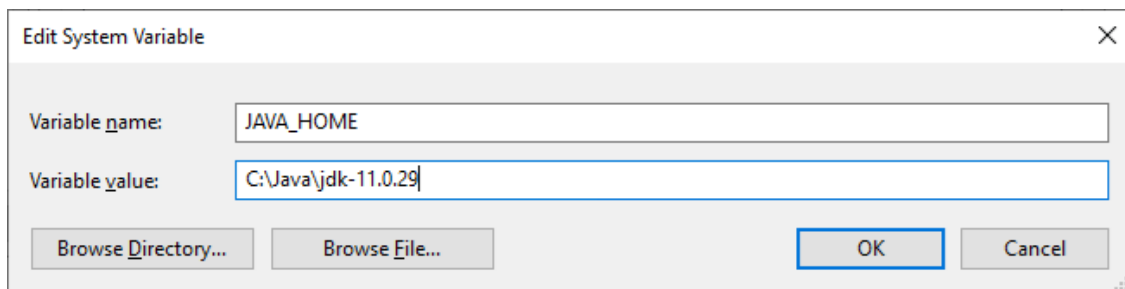 Edit System Variable
Variable name: JAVA_HOME
Variable value: C:\Java\jdk-11.0.29
Browse Directory... Browse File... OK Cancel